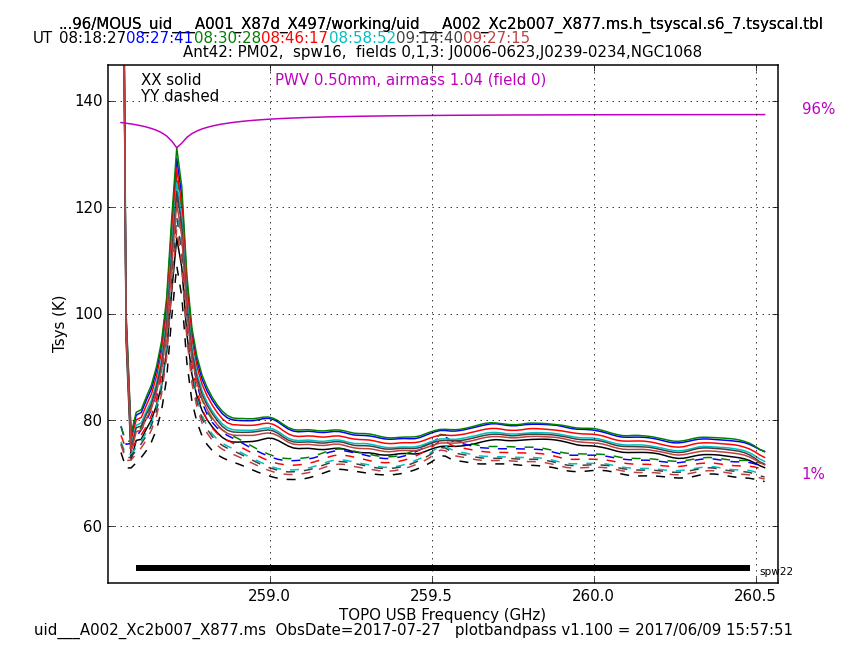 ...96/MOUS_uid___A001_X87d_X497/working/uid___A002_Xc2b007_X877.ms.h_tsyscal.s6_7.tsyscal.tbl
UT 08:18:27 08:27:41 08:30:28 08:46:17 08:58:52 09:14:40 09:27:15
Ant42: PM02,  spw16,  fields 0,1,3: J0006-0623,J0239-0234,NGC1068
XX solid
PWV 0.50mm, airmass 1.04 (field 0)
YY dashed
140
96%
120
100
Tsys (K)
80
1%
60
spw22
259.0 259.5 260.0 260.5
TOPO USB Frequency (GHz)
uid___A002_Xc2b007_X877.ms  ObsDate=2017-07-27   plotbandpass v1.100 = 2017/06/09 15:57:51